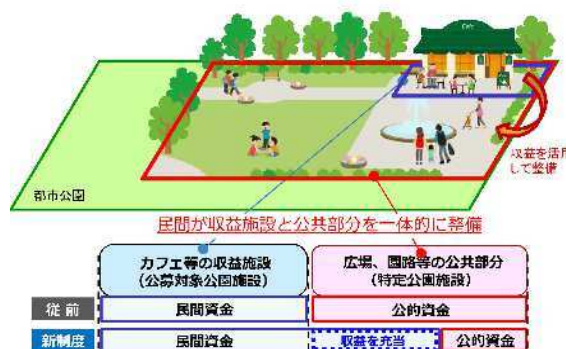 Cafe
収益を活用
して整備
都市公園
民間が収益施設と公共部分を一体的に整備
カフェ等の収益施設
(公募対象公園施設)
広場、園路等の公共部分
(特定公園施設)
従前
民間資金
公的資金
新制度
民間資金
収益を充当
公的資金